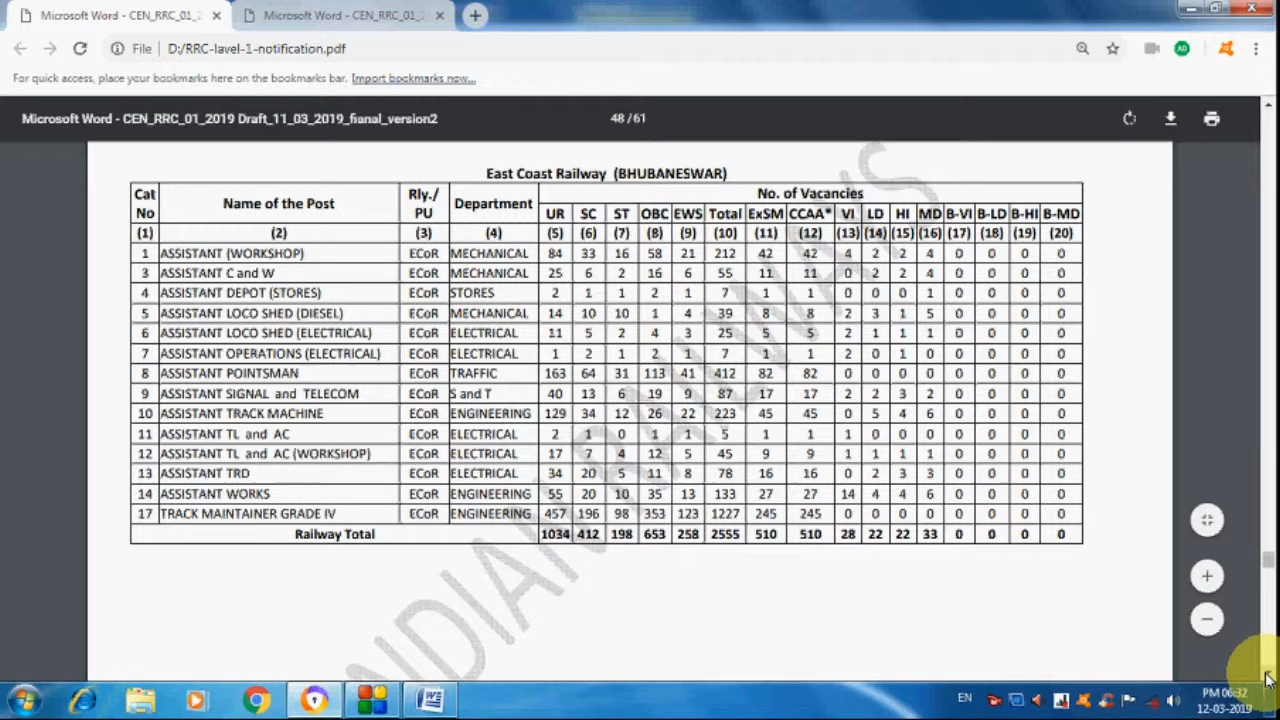 Microsoft Word - CEN_RRC_01_2
Microsoft Word - CEN_RRC_01_2
File | D:/RRC-lavel-1-notification.pdf
For quick access, place your bookmarks here on the bookmarks bar. Import bookmarks now...
Microsoft Word - CEN_RRC_01_2019 Draft_11_03_2019_fianal_version2 48 / 61
East Coast Railway (BHUBANESWAR)
Cat No Name of the Post Rly./ PU Department No. of Vacancies
UR SC ST OBC EWS Total ExSM CCAA* VI LD HI MD B-VI B-LD B-HI B-MD
(1) (2) (3) (4) (5) (6) (7) (8) (9) (10) (11) (12) (13) (14) (15) (16) (17) (18) (19) (20)
1 ASSISTANT (WORKSHOP) ECoR MECHANICAL 84 33 16 58 21 212 42 42 4 2 2 4 0 0 0 0
3 ASSISTANT C and W ECoR MECHANICAL 25 6 2 16 6 55 11 11 0 2 2 4 0 0 0 0
4 ASSISTANT DEPOT (STORES) ECoR STORES 2 1 1 2 1 7 1 1 0 0 0 1 0 0 0 0
5 ASSISTANT LOCO SHED (DIESEL) ECoR MECHANICAL 14 10 10 1 4 39 8 8 2 3 1 5 0 0 0 0
6 ASSISTANT LOCO SHED (ELECTRICAL) ECoR ELECTRICAL 11 5 2 4 3 25 5 5 2 1 1 1 0 0 0 0
7 ASSISTANT OPERATIONS (ELECTRICAL) ECoR ELECTRICAL 1 2 1 2 1 7 1 1 2 0 1 0 0 0 0 0
8 ASSISTANT POINTSMAN ECoR TRAFFIC 163 64 31 113 41 412 82 82 0 0 0 0 0 0 0 0
9 ASSISTANT SIGNAL and TELECOM ECoR S and T 40 13 6 19 9 87 17 17 2 2 3 2 0 0 0 0
10 ASSISTANT TRACK MACHINE ECoR ENGINEERING 129 34 12 26 22 223 45 45 0 5 4 6 0 0 0 0
11 ASSISTANT TL and AC ECoR ELECTRICAL 2 1 0 1 1 5 1 1 1 0 0 0 0 0 0 0
12 ASSISTANT TL and AC (WORKSHOP) ECoR ELECTRICAL 17 7 4 12 5 45 9 9 1 1 1 1 0 0 0 0
13 ASSISTANT TRD ECoR ELECTRICAL 34 20 5 11 8 78 16 16 0 2 3 3 0 0 0 0
14 ASSISTANT WORKS ECoR ENGINEERING 55 20 10 35 13 133 27 27 14 4 4 6 0 0 0 0
17 TRACK MAINTAINER GRADE IV ECoR ENGINEERING 457 196 98 353 123 1227 245 245 0 0 0 0 0 0 0 0
Railway Total 1034 412 198 653 258 2555 510 510 28 22 22 33 0 0 0 0
INDIAN RAILWAYS
EN PM 06:32
12-03-2019